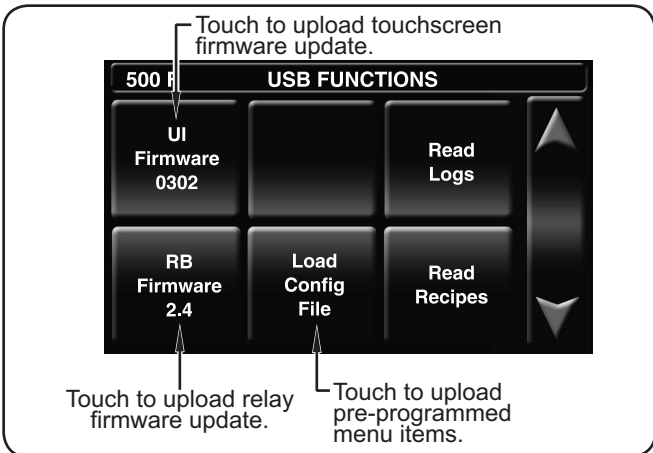 Touch to upload touchscreen
firmware update.
500 F USB FUNCTIONS
UI
Firmware
0302
Read
Logs
RB
Firmware
2.4
Load
Config
File
Read
Recipes
Touch to upload relay
firmware update.
Touch to upload
pre-programmed
menu items.